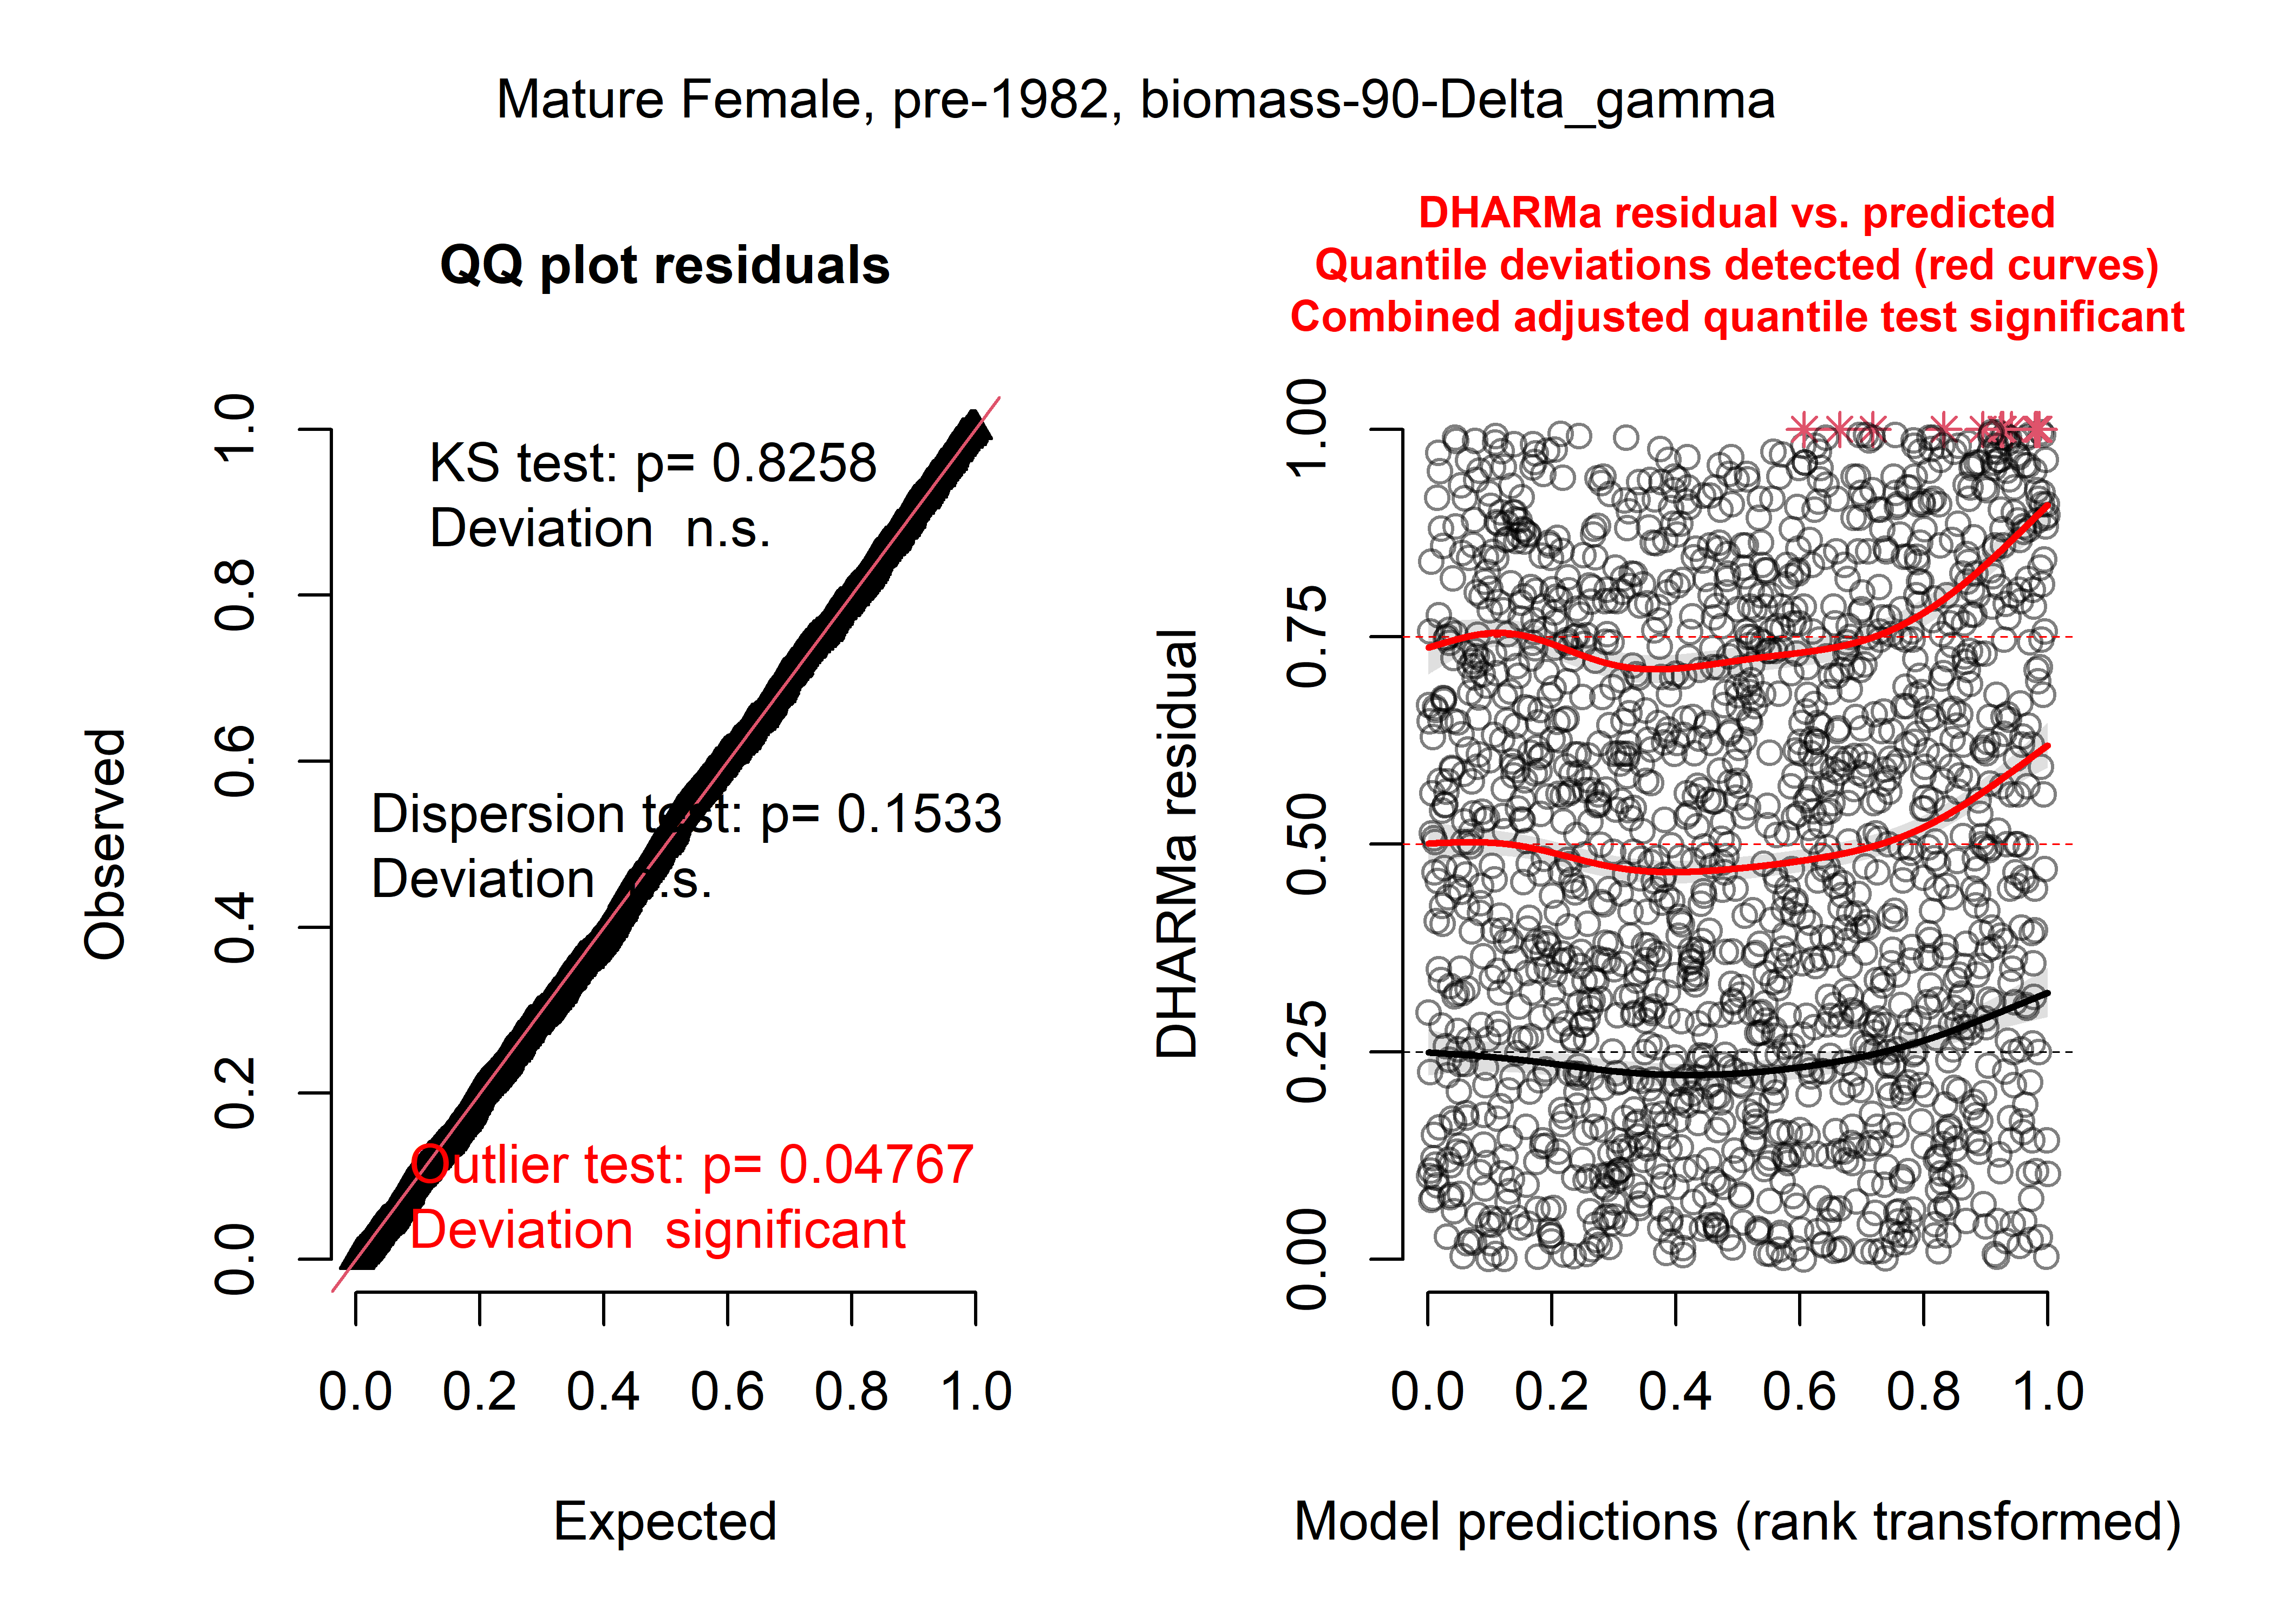 Mature Female, pre-1982, biomass-90-Delta_gamma
QQ plot residuals
KS test: p= 0.8258
Deviation  n.s.
Dispersion test: p= 0.1533
Deviation  n.s.
Outlier test: p= 0.04767
Deviation  significant
Observed
1.0
0.8
0.6
0.4
0.2
0.0
0.0 0.2 0.4 0.6 0.8 1.0
Expected
DHARMa residual vs. predicted
Quantile deviations detected (red curves)
Combined adjusted quantile test significant
DHARMa residual
1.00
0.75
0.50
0.25
0.00
0.0 0.2 0.4 0.6 0.8 1.0
Model predictions (rank transformed)